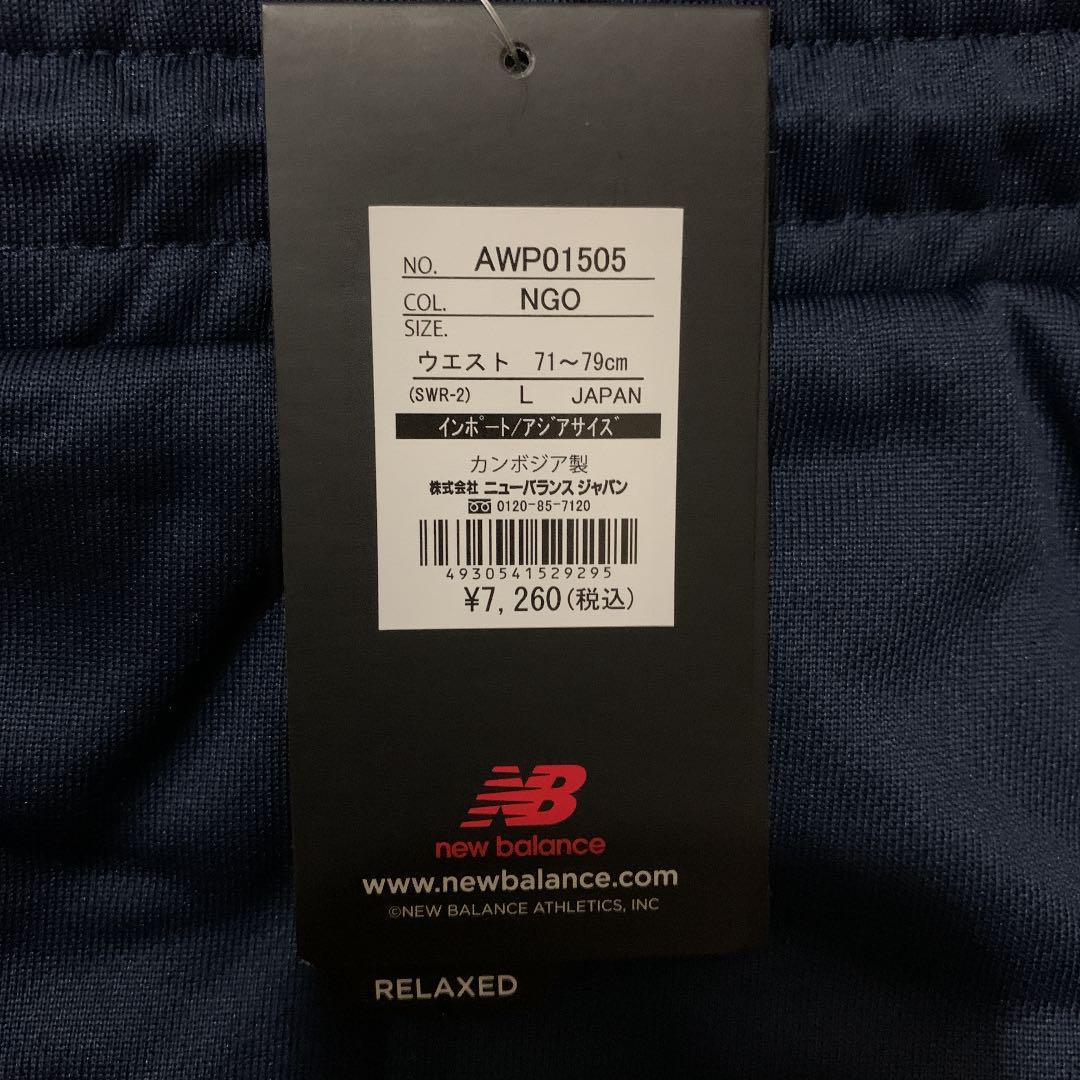 NO. AWP01505
COL. NGO
SIZE.
ウエスト 71～79cm
(SWR-2) L JAPAN
インポート/アジアサイズ
カンボジア製
株式会社 ニューバランス ジャパン
0120-85-7120
4930541529295
¥7,260(税込)
NB
new balance
www.newbalance.com
©NEW BALANCE ATHLETICS, INC
RELAXED